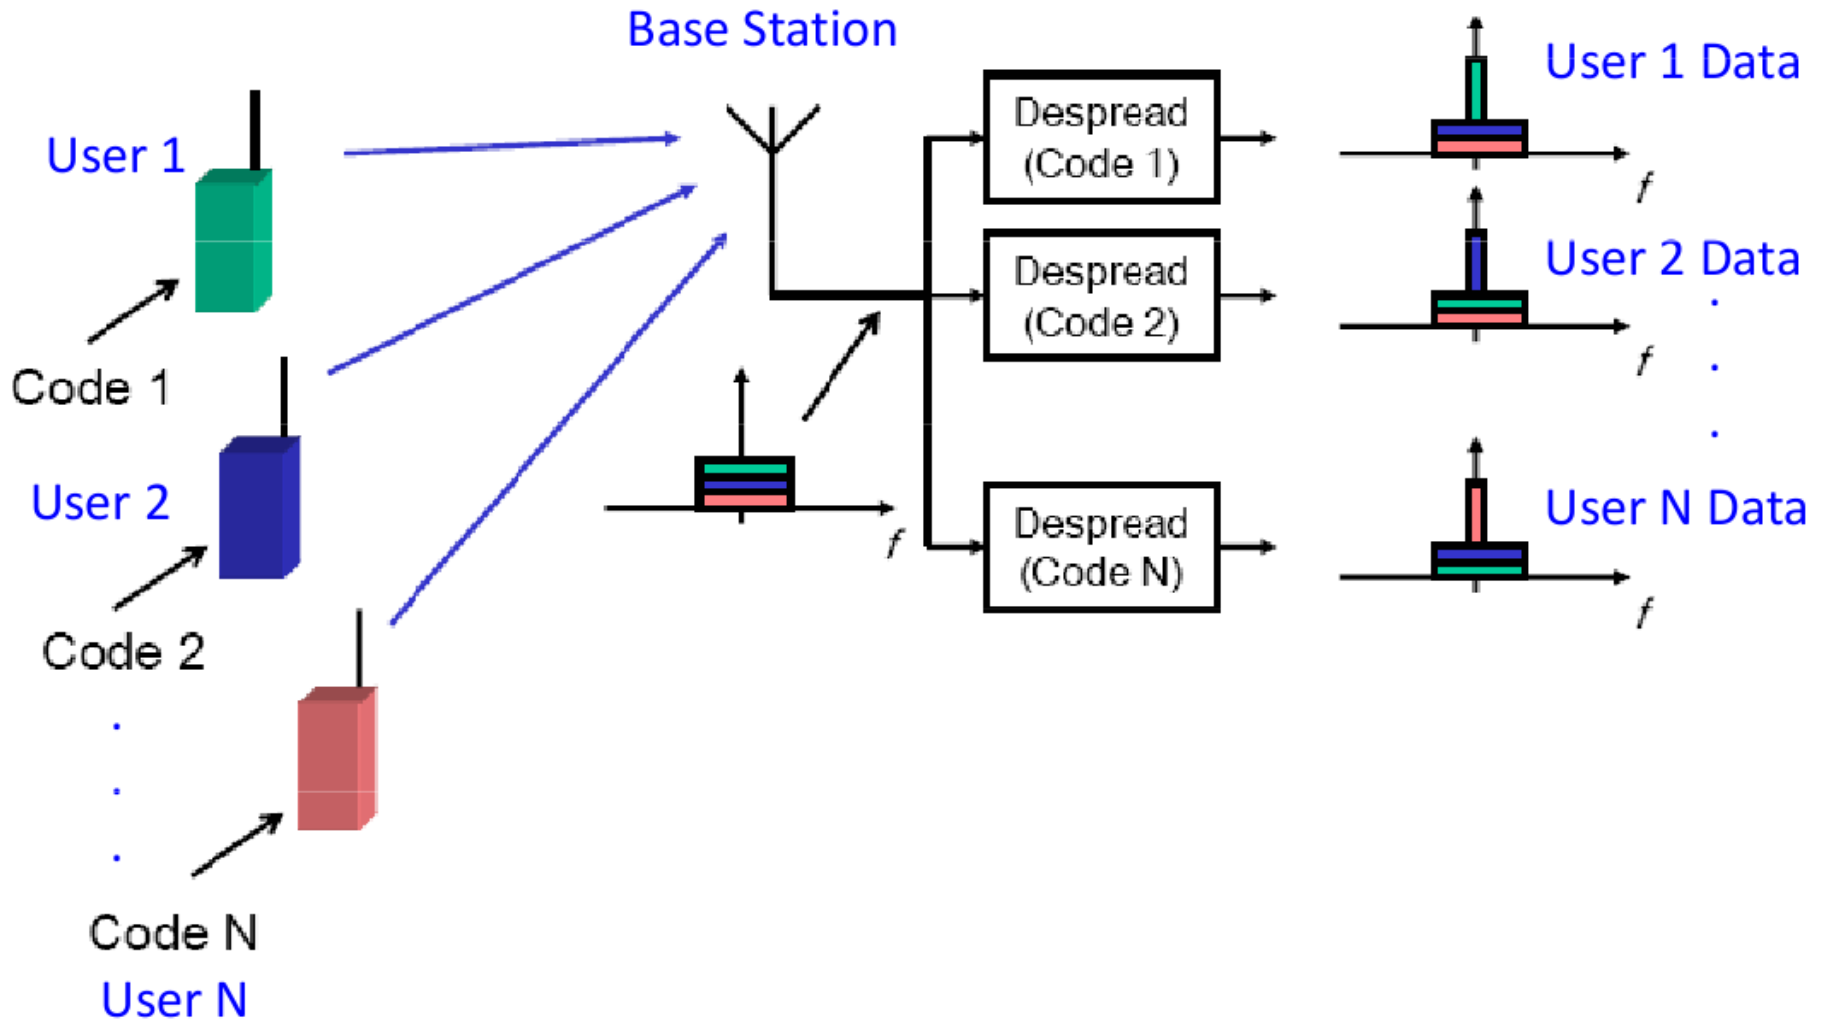 Base Station
User 1
Code 1
User 2
Code 2
.
.
.
Code N
User N
f
Despread
(Code 1)
Despread
(Code 2)
Despread
(Code N)
User 1 Data
f
User 2 Data
f
.
.
.
User N Data
f